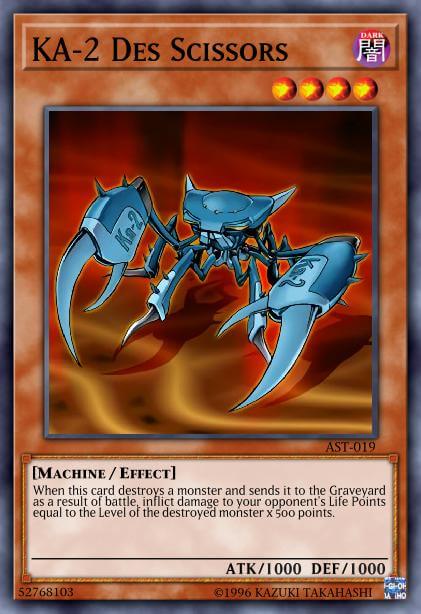 KA-2 DES SCISSORS
DARK
闇
Ka-2
Ka-2
AST-019
[MACHINE / EFFECT]
When this card destroys a monster and sends it to the Graveyard
as a result of battle, inflict damage to your opponent's Life Points
equal to the Level of the destroyed monster x 500 points.
ATK/1000 DEF/1000
52768103
©1996 KAZUKI TAKAHASHI